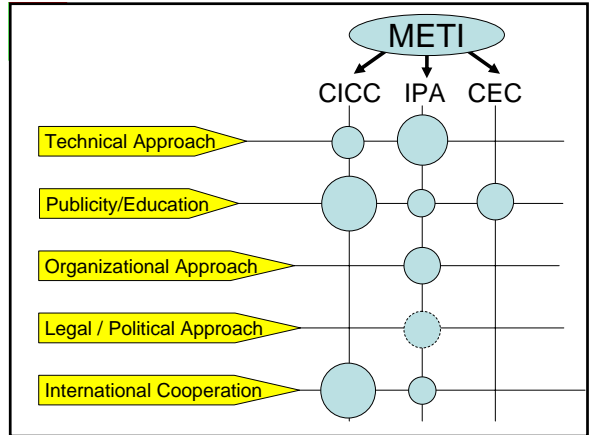 METI
CICC IPA CEC
Technical Approach
Publicity/Education
Organizational Approach
Legal / Political Approach
International Cooperation